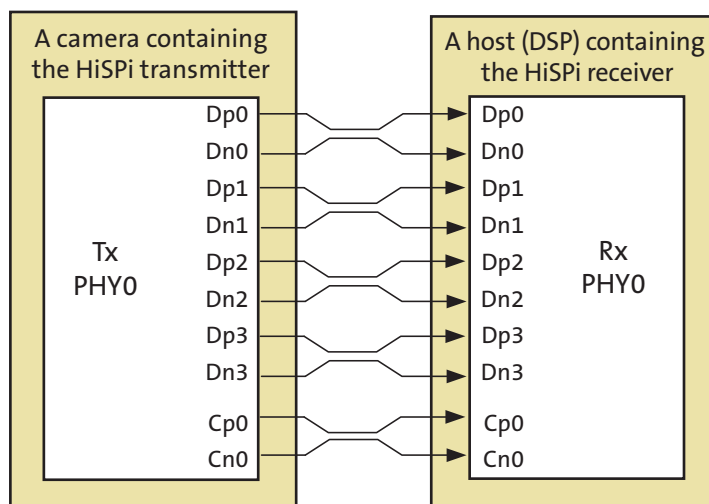 A camera containing
the HiSPi transmitter
Dp0
Dn0
Dp1
Dn1
Dp2
Dn2
Dp3
Dn3
Cp0
Cn0
Tx
PHY0
A host (DSP) containing
the HiSPi receiver
Dp0
Dn0
Dp1
Dn1
Dp2
Dn2
Dp3
Dn3
Cp0
Cn0
Rx
PHY0